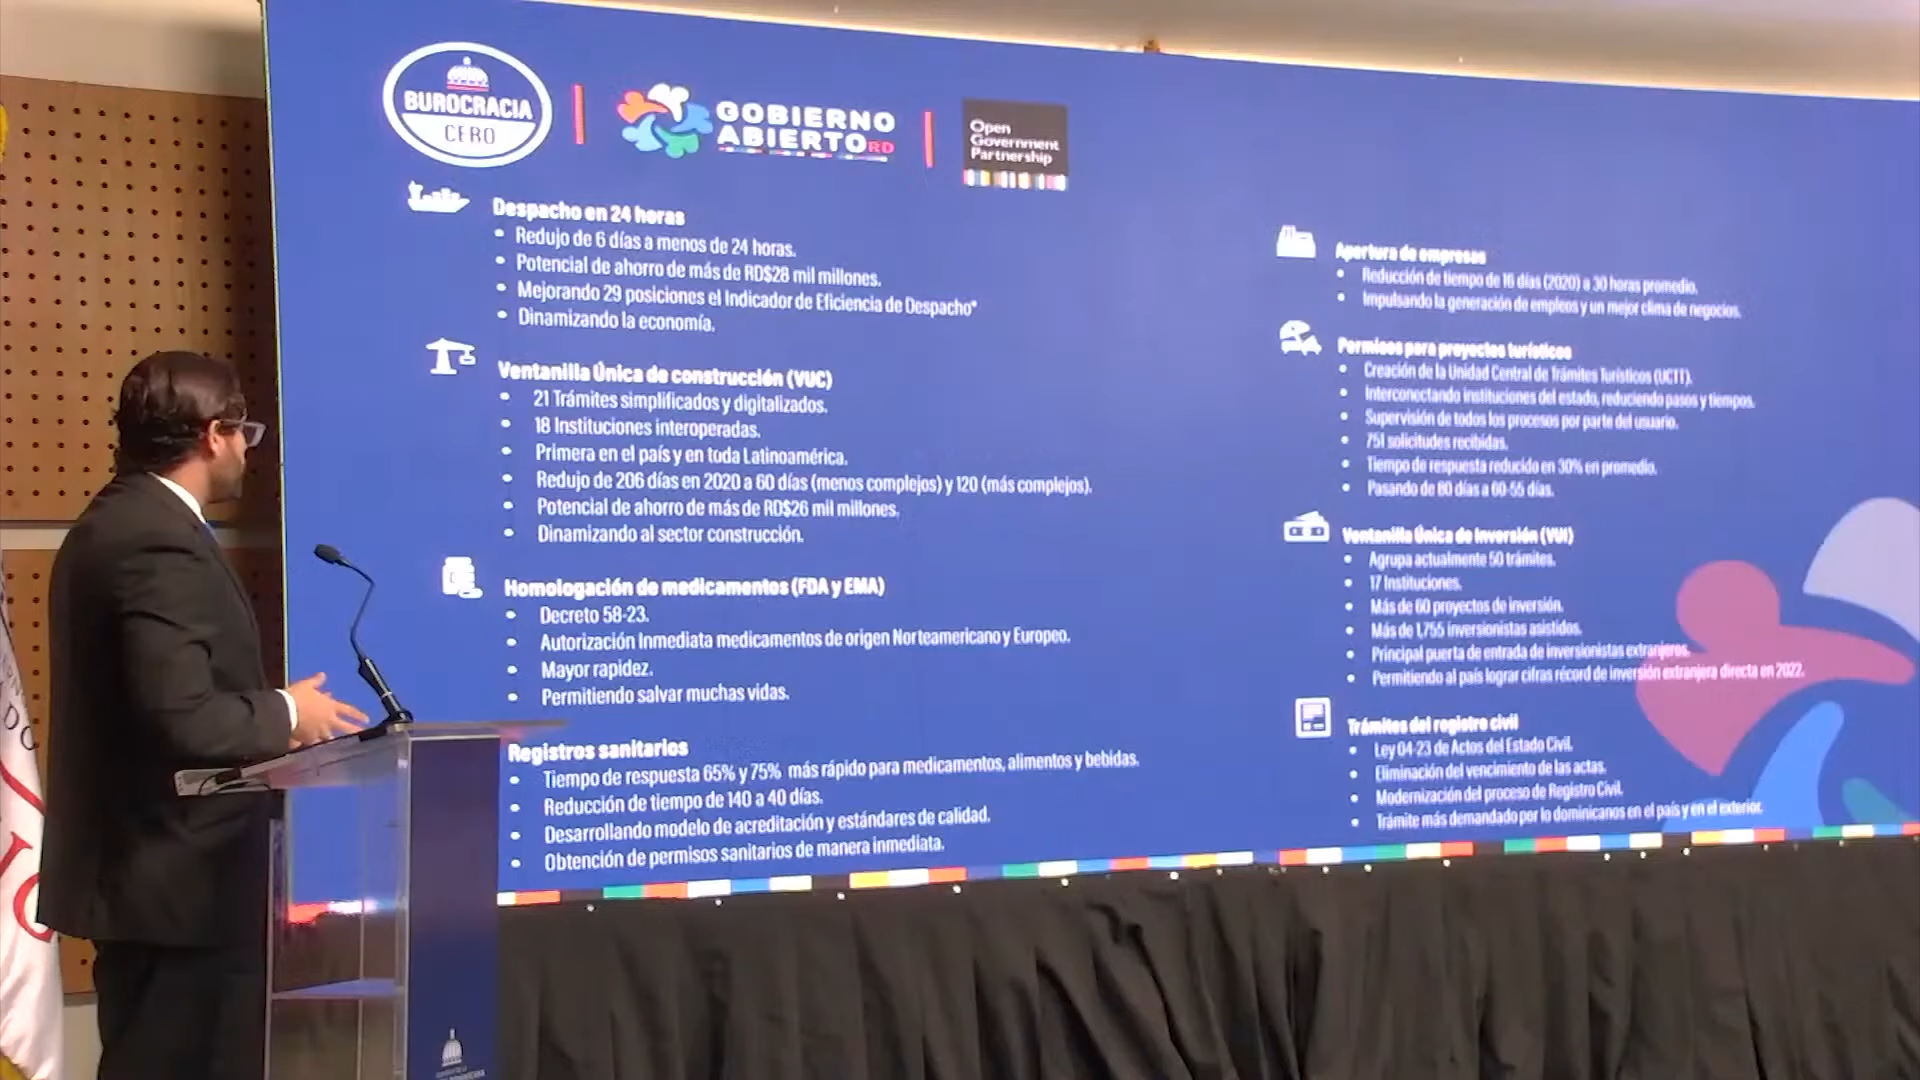 BUROCRACIA
CERO
GOBIERNO
ABIERTO RD
Open
Government
Partnership
Despacho en 24 horas
• Redujo de 6 días a menos de 24 horas.
• Potencial de ahorro de más de RD$28 mil millones.
• Mejorando 29 posiciones el Indicador de Eficiencia de Despacho*
• Dinamizando la economía.
Ventanilla Única de construcción (VUC)
• 21 Trámites simplificados y digitalizados.
• 18 Instituciones interoperadas.
• Primera en el país y en toda Latinoamérica.
• Redujo de 206 días en 2020 a 60 días (menos complejos) y 120 (más complejos).
• Potencial de ahorro de más de RD$26 mil millones.
• Dinamizando al sector construcción.
Homologación de medicamentos (FDA y EMA)
• Decreto 58-23.
• Autorización Inmediata medicamentos de origen Norteamericano y Europeo.
• Mayor rapidez.
• Permitiendo salvar muchas vidas.
Registros sanitarios
• Tiempo de respuesta 65% y 75% más rápido para medicamentos, alimentos y bebidas.
• Reducción de tiempo de 140 a 40 días.
• Desarrollando modelo de acreditación y estándares de calidad.
• Obtención de permisos sanitarios de manera inmediata.
Apertura de empresas
• Reducción de tiempo de 16 días (2020) a 30 horas promedio.
• Impulsando la generación de empleos y un mejor clima de negocios.
Permisos para proyectos turísticos
• Creación de la Unidad Central de Trámites Turísticos (UCTT).
• Interconectando instituciones del estado, reduciendo pasos y tiempos.
• Supervisión de todos los procesos por parte del usuario.
• 751 solicitudes recibidas.
• Tiempo de respuesta reducido en 30% en promedio.
• Pasando de 80 días a 60-55 días.
Ventanilla Única de Inversión (VUI)
• Agrupa actualmente 50 trámites.
• 17 Instituciones.
• Más de 60 proyectos de inversión.
• Más de 1,755 inversionistas asistidos.
• Principal puerta de entrada de inversionistas extranjeros.
• Permitiendo al país lograr cifras récord de inversión extranjera directa en 2022.
Trámites del registro civil
• Ley 04-23 de Actos del Estado Civil.
• Eliminación del vencimiento de las actas.
• Modernización del proceso de Registro Civil.
• Trámite más demandado por lo dominicanos en el país y en el exterior.